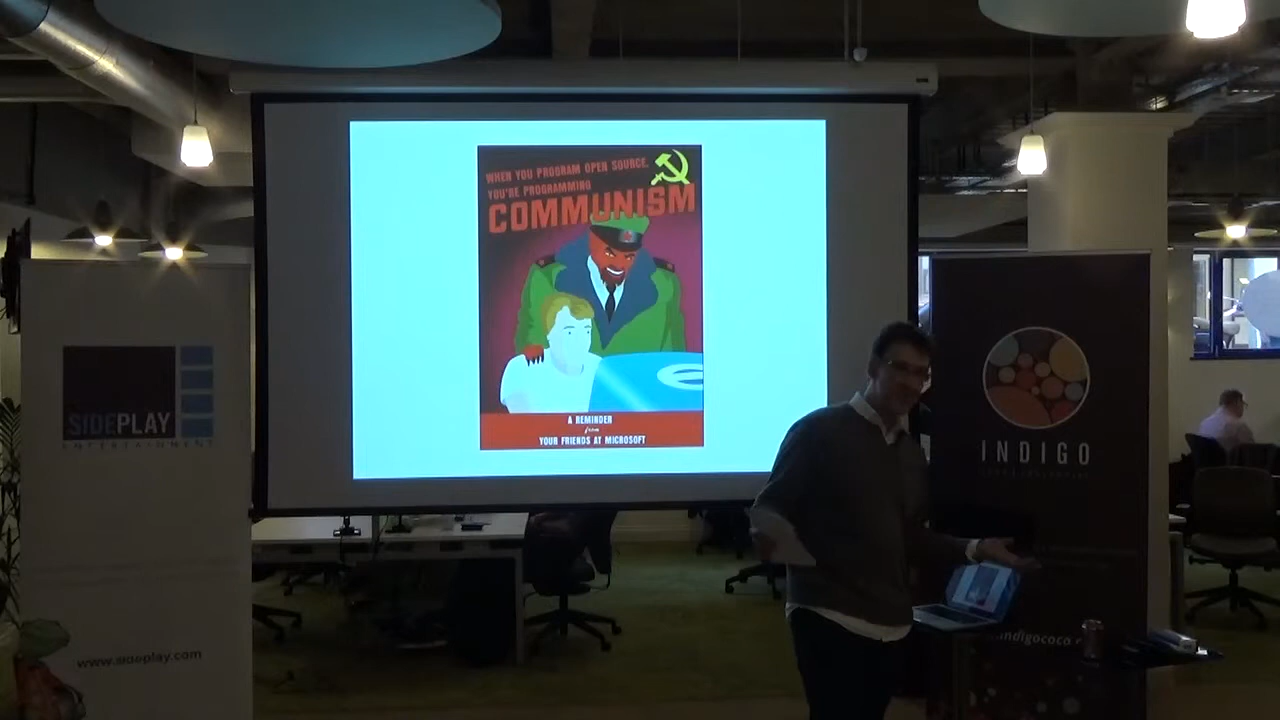 WHEN YOU PROGRAM OPEN SOURCE,
YOU'RE PROGRAMMING
COMMUNISM
A REMINDER
from
YOUR FRIENDS AT MICROSOFT
SIDEPLAY
ENTERTAINMENT
www.sideplay.com
INDIGO
indigococo.c